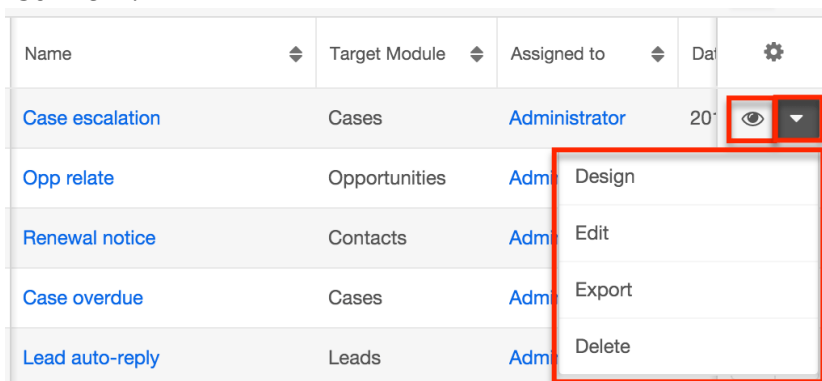 Name Target Module Assigned to Dat
Case escalation Cases Administrator 201
Opp relate Opportunities Admi Design
Renewal notice Contacts Admi Edit
Case overdue Cases Admi Export
Lead auto-reply Leads Admi Delete